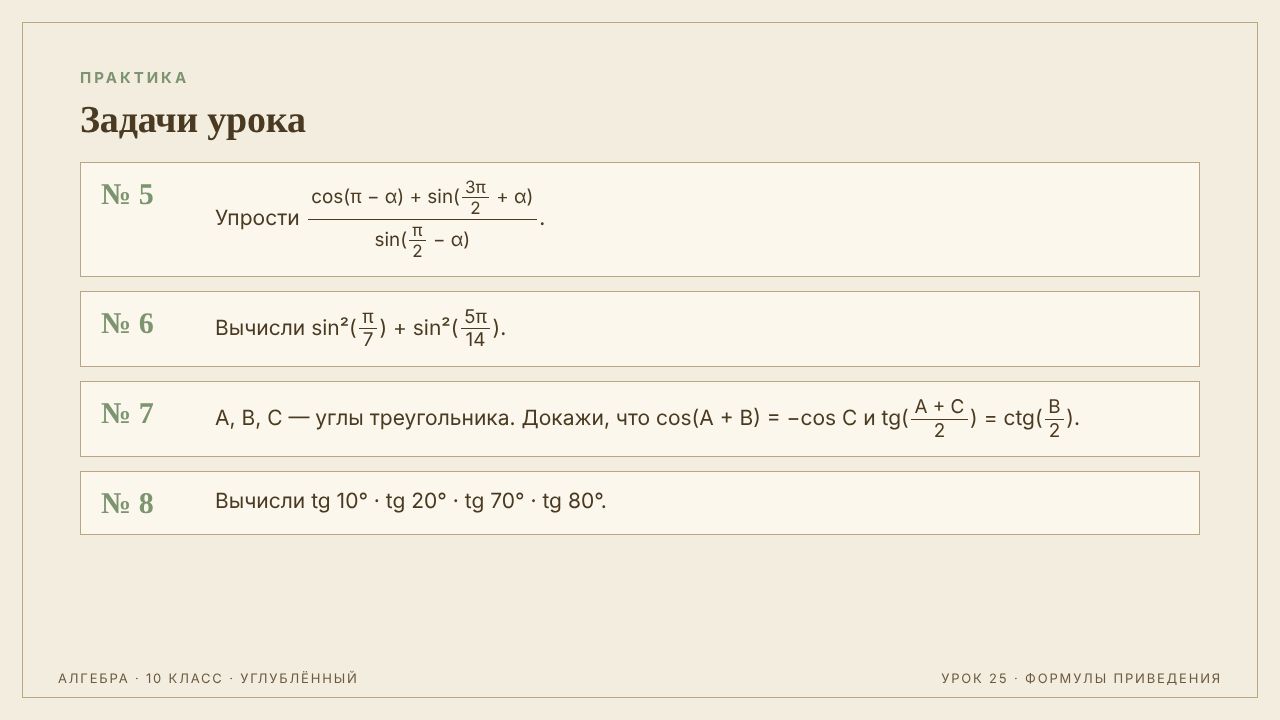 ПРАКТИКА
Задачи урока
№ 5
Упрости (cos(π − α) + sin(3π/2 + α)) / (sin(π/2 − α)).
№ 6
Вычисли sin²(π/7) + sin²(5π/14).
№ 7
A, B, C — углы треугольника. Докажи, что cos(A + B) = −cos C и tg((A + C)/2) = ctg(B/2).
№ 8
Вычисли tg 10° · tg 20° · tg 70° · tg 80°.
АЛГЕБРА · 10 КЛАСС · УГЛУБЛЁННЫЙ
УРОК 25 · ФОРМУЛЫ ПРИВЕДЕНИЯ